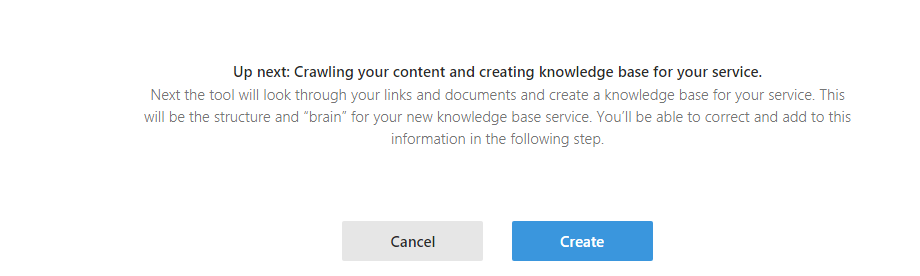 Up next: Crawling your content and creating knowledge base for your service.
Next the tool will look through your links and documents and create a knowledge base for your service. This
will be the structure and “brain” for your new knowledge base service. You’ll be able to correct and add to this
information in the following step.
Cancel
Create